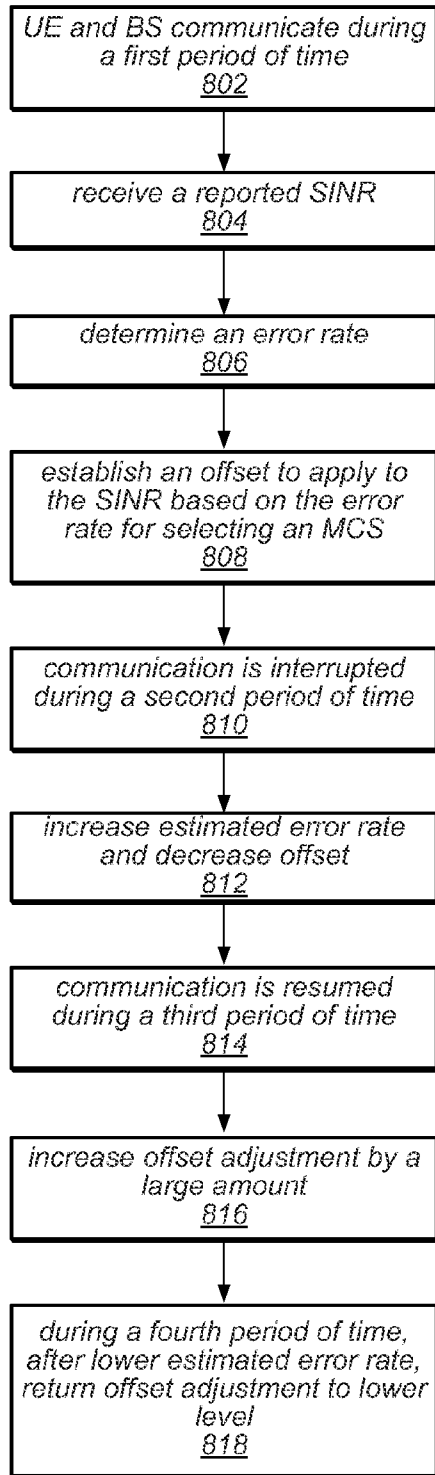 UE and BS communicate during
a first period of time
802
receive a reported SINR
804
determine an error rate
806
establish an offset to apply to
the SINR based on the error
rate for selecting an MCS
808
communication is interrupted
during a second period of time
810
increase estimated error rate
and decrease offset
812
communication is resumed
during a third period of time
814
increase offset adjustment by a
large amount
816
during a fourth period of time,
after lower estimated error rate,
return offset adjustment to lower
level
818